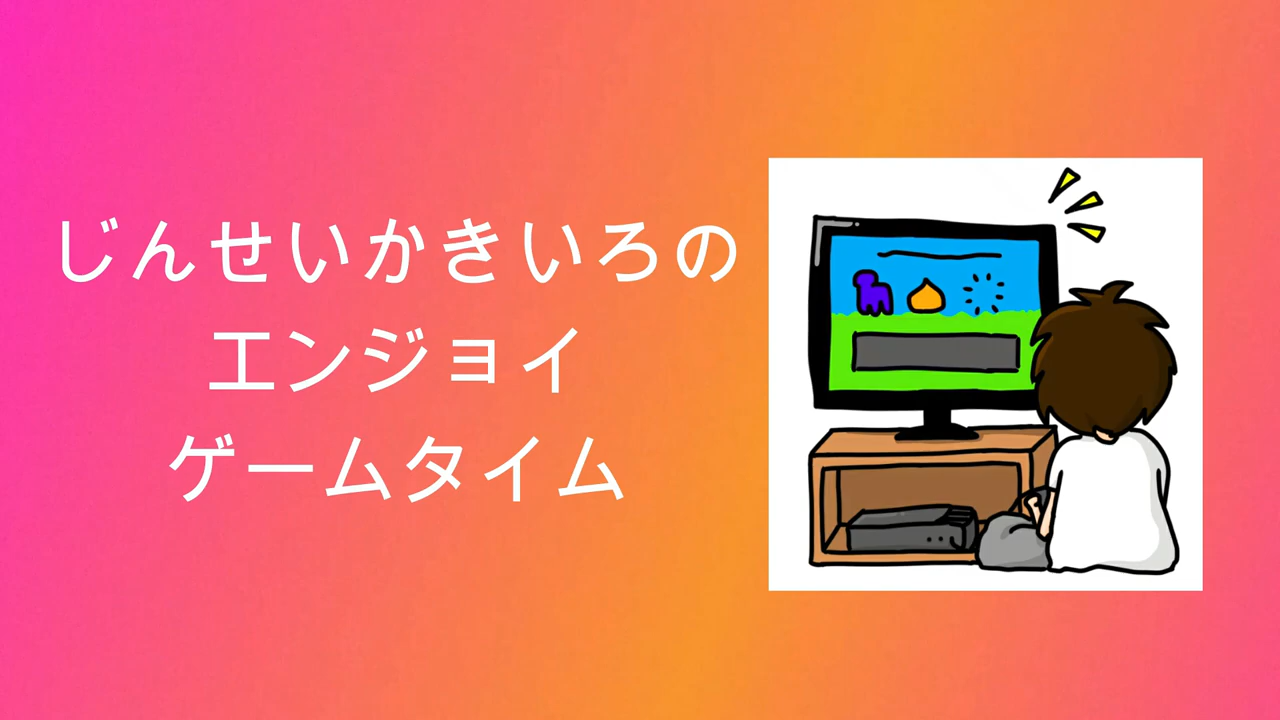 じんせいかきいろの
エンジョイ
ゲームタイム